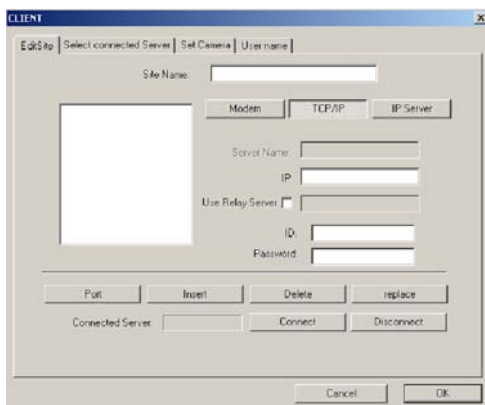 CLIENT
EditSite Select connected Server Set Camera User name
Site Name:
Modem TCP/IP IP Server
Server Name:
IP
Use Relay Server
ID:
Password
Port Insert Delete replace
Connected Server Connect Disconnect
Cancel OK